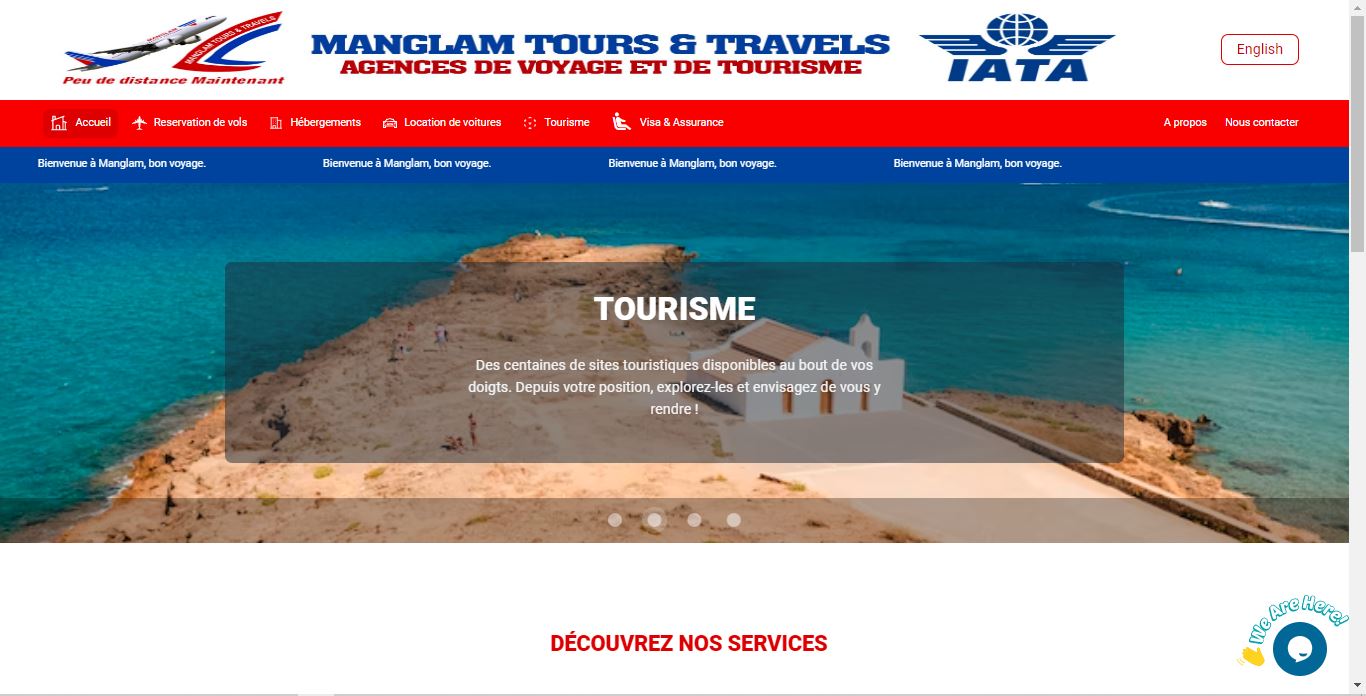 MANGLAM TOURS & TRAVELS
Peu de distance Maintenant
MANGLAM TOURS & TRAVELS
AGENCES DE VOYAGE ET DE TOURISME
IATA
English
Accueil
Reservation de vols
Hébergements
Location de voitures
Tourisme
Visa & Assurance
A propos
Nous contacter
Bienvenue à Manglam, bon voyage.
Bienvenue à Manglam, bon voyage.
Bienvenue à Manglam, bon voyage.
Bienvenue à Manglam, bon voyage.
TOURISME
Des centaines de sites touristiques disponibles au bout de vos
doigts. Depuis votre position, explorez-les et envisagez de vous y
rendre !
DÉCOUVREZ NOS SERVICES
We Are Here!